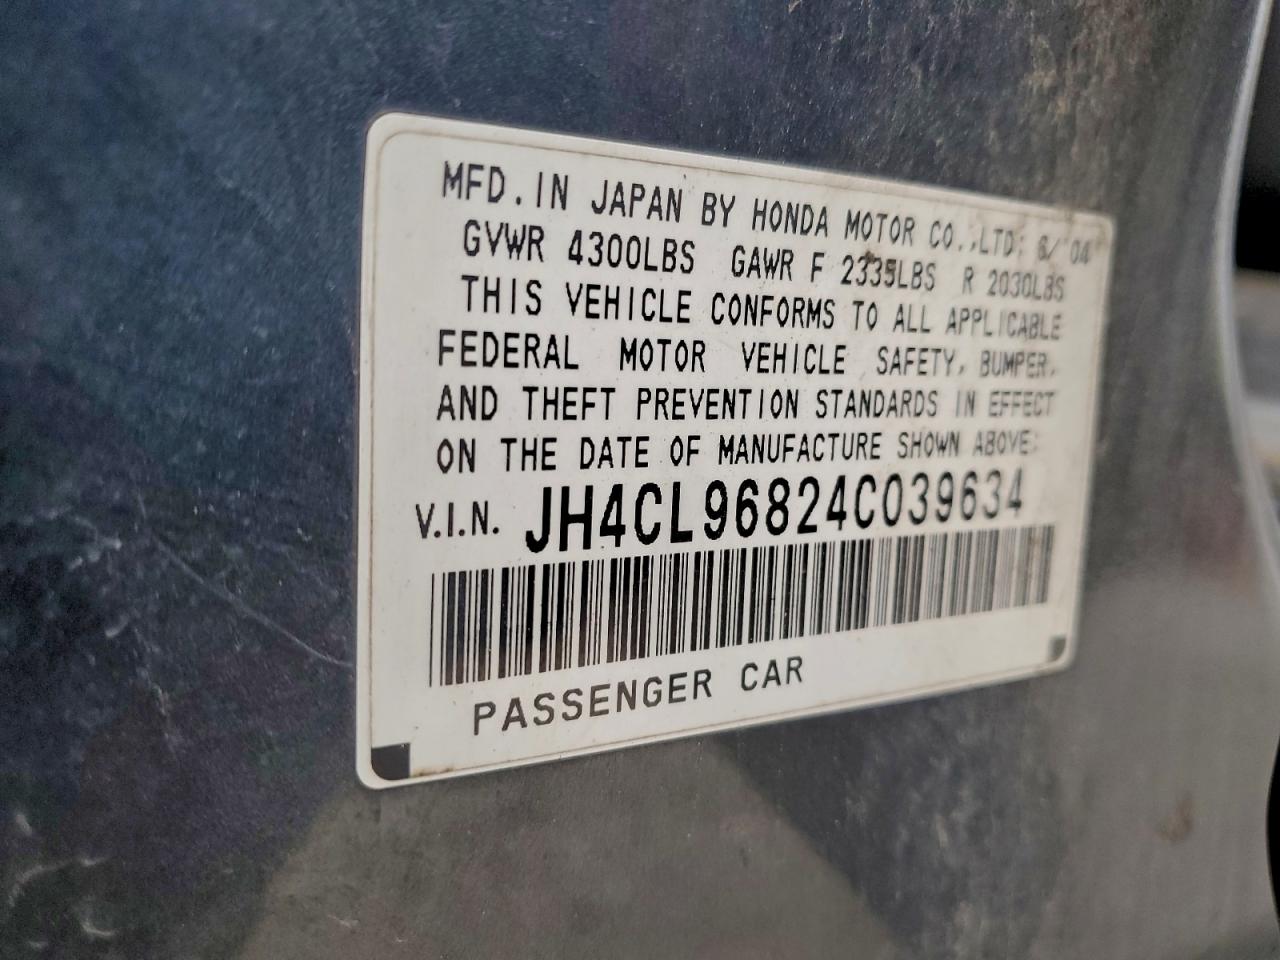 MFD. IN JAPAN BY HONDA MOTOR CO.,LTD: 6/'04
GVWR 4300LBS GAWR F 2335LBS R 2030LBS
THIS VEHICLE CONFORMS TO ALL APPLICABLE
FEDERAL MOTOR VEHICLE SAFETY, BUMPER,
AND THEFT PREVENTION STANDARDS IN EFFECT
ON THE DATE OF MANUFACTURE SHOWN ABOVE:
V.I.N. JH4CL96824C039634
PASSENGER CAR